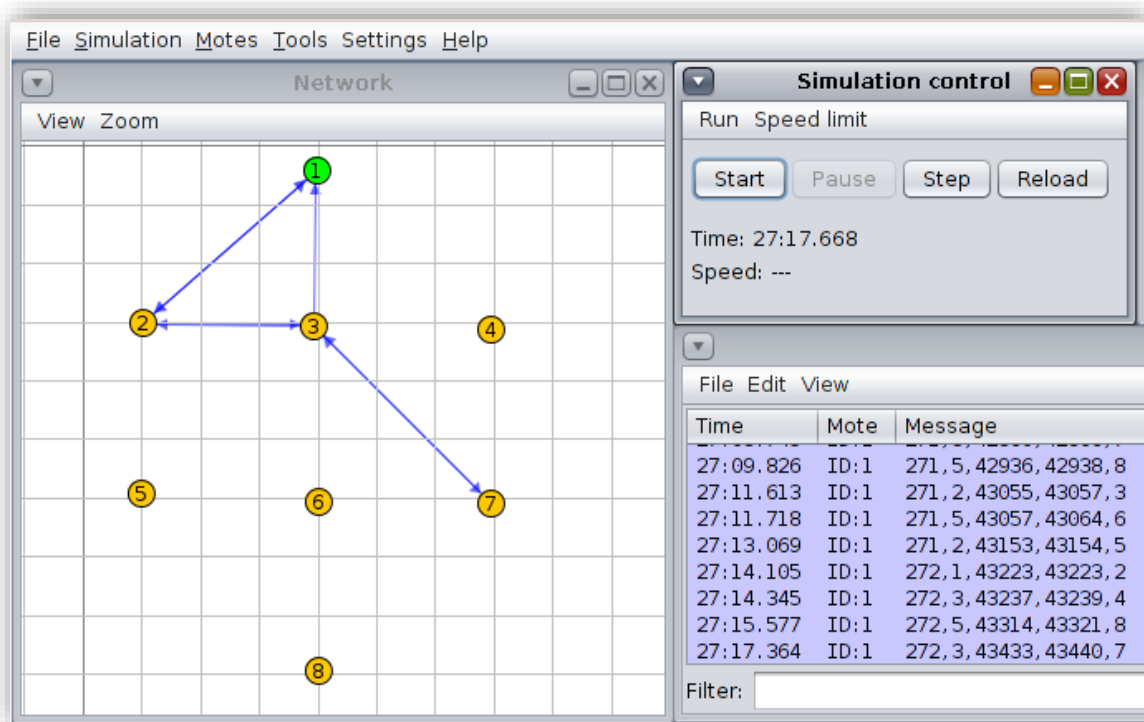 File Simulation Motes Tools Settings Help
Network
View Zoom
1
2
3
4
5
6
7
8
Simulation control
Run Speed limit
Start Pause Step Reload
Time: 27:17.668
Speed: ---
File Edit View
Time Mote Message
27:09.826 ID:1 271,5,42936,42938,8
27:11.613 ID:1 271,2,43055,43057,3
27:11.718 ID:1 271,5,43057,43064,6
27:13.069 ID:1 271,2,43153,43154,5
27:14.105 ID:1 272,1,43223,43223,2
27:14.345 ID:1 272,3,43237,43239,4
27:15.577 ID:1 272,5,43314,43321,8
27:17.364 ID:1 272,3,43433,43440,7
Filter: